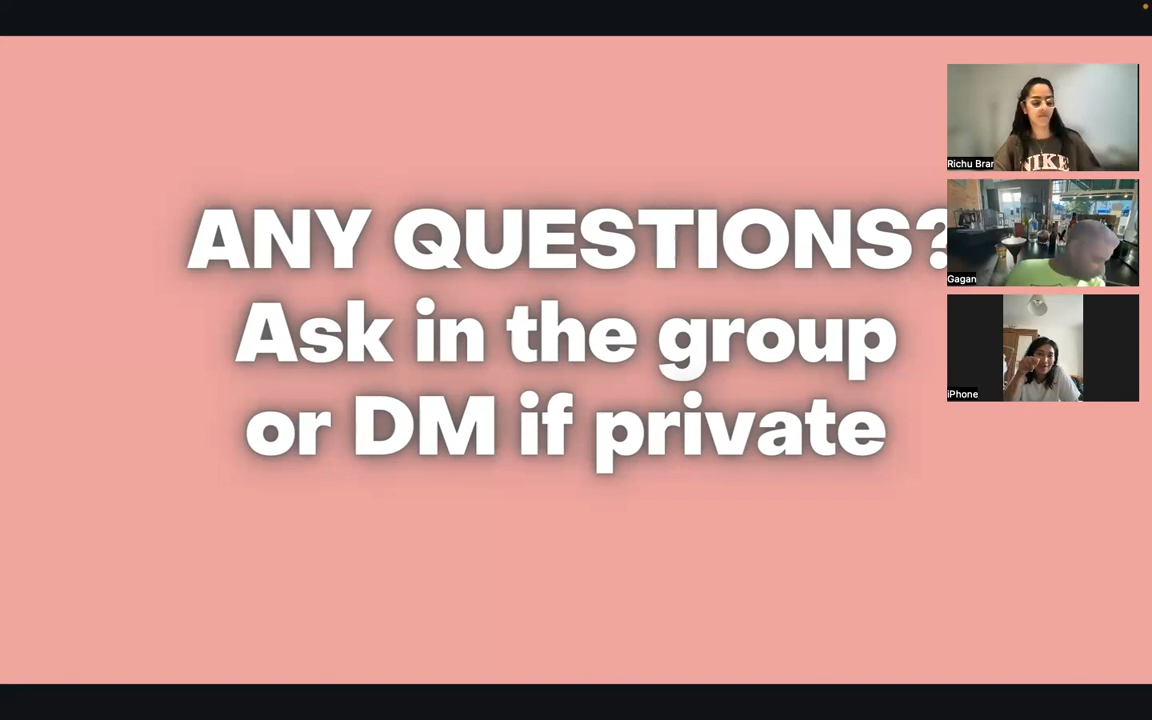 ANY QUESTIONS?
Ask in the group
or DM if private
Richu Brar
NIKE
Gagan
iPhone